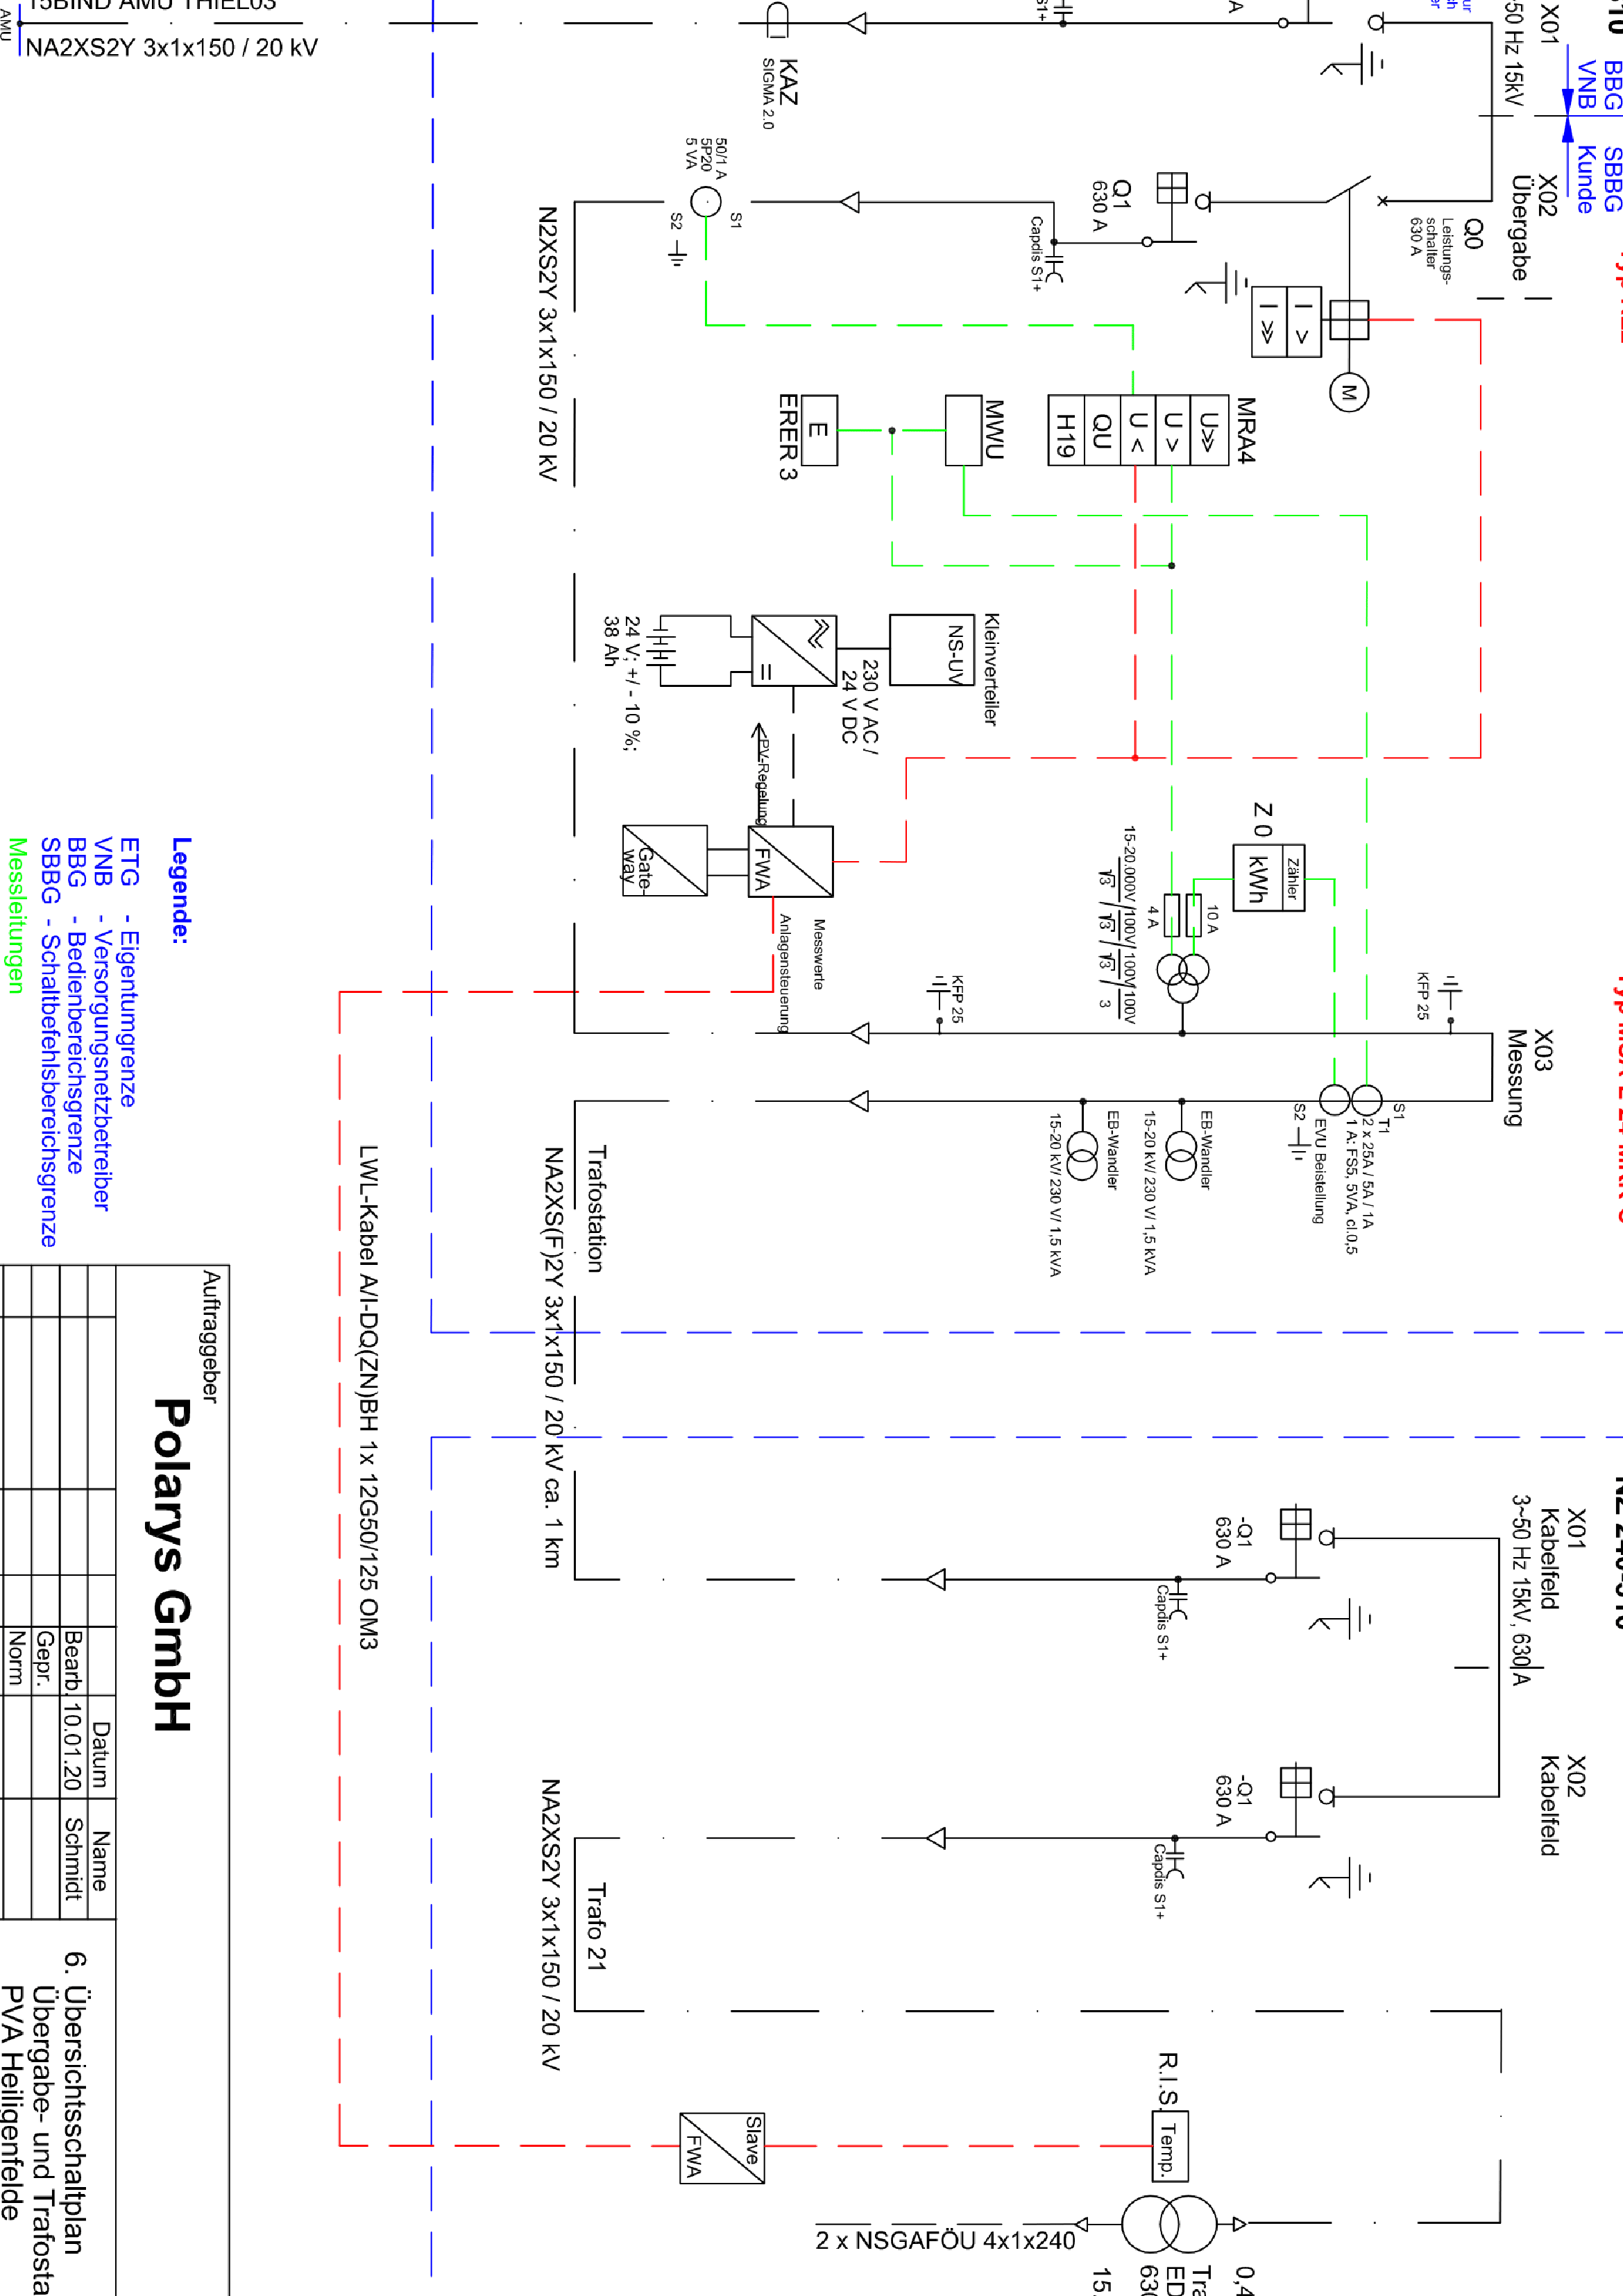 15BIND AMU THIEL03
NA2XS2Y 3x1x150 / 20 kV
AMU
KAZ
SIGMA 2.0
S1+
A
X01
50 Hz 15kV
BBG
VNB
SBBG
Kunde
X02
Übergabe
Q0
Leistungs-
schalter
630 A
Q1
630 A
Capdis S1+
50/1 A
5P20
5 VA
S1
S2
N2XS2Y 3x1x150 / 20 kV
I >
I >>
M
MRA4
U>>
U >
U <
QU
H19
MWU
E
ERER 3
Kleinverteiler
NS-UV
230 V AC /
24 V DC
=
24 V; +/ - 10 %;
38 Ah
PV-Regelung
FWA
Gate-
way
Messwerte
Anlagensteuerung
Z 0
zähler
kWh
10 A
4 A
15-20.000V/100V/100V/100V
√3 / √3 / √3 / 3
KFP 25
KFP 25
X03
Messung
S1
T1
2 x 25A / 5A / 1A
1 A: FS5, 5VA, cl.0,5
S2
EVU Beistellung
EB-Wandler
15-20 kV/ 230 V/ 1,5 kVA
EB-Wandler
15-20 kV/ 230 V/ 1,5 kVA
Trafostation
NA2XS(F)2Y 3x1x150 / 20 kV ca. 1 km
LWL-Kabel A/I-DQ(ZN)BH 1x 12G50/125 OM3
X01
Kabelfeld
3~50 Hz 15kV, 630 A
-Q1
630 A
Capdis S1+
X02
Kabelfeld
-Q1
630 A
Capdis S1+
Trafo 21
NA2XS2Y 3x1x150 / 20 kV
R.I.S.
Temp.
Slave
FWA
2 x NSGAFÖU 4x1x240
0,4
Tra
ED
630
15
Legende:
ETG - Eigentumgrenze
VNB - Versorgungsnetzbetreiber
BBG - Bedienbereichsgrenze
SBBG - Schaltbefehlsbereichsgrenze
Messleitungen
Auftraggeber
Polarys GmbH
Datum
Name
Bearb.
10.01.20
Schmidt
Gepr.
Norm
6. Übersichtsschaltplan
Übergabe- und Trafosta
PVA Heiligenfelde